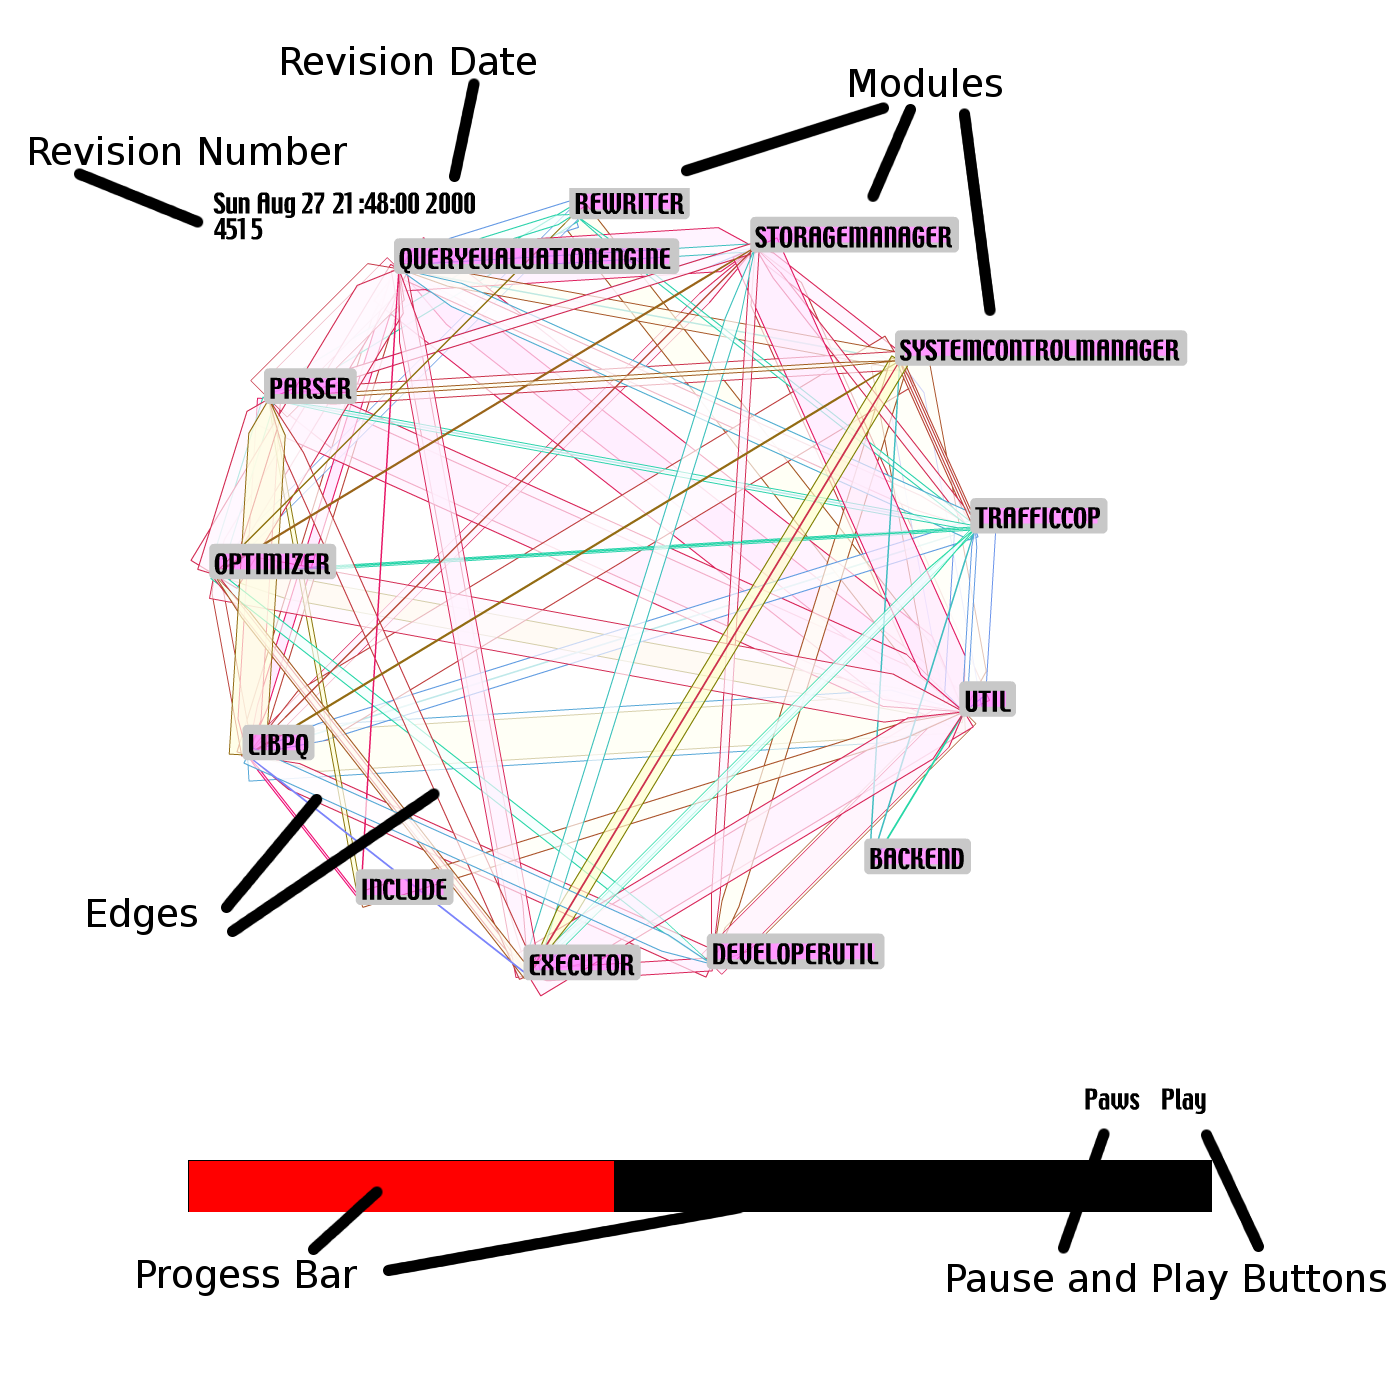 Revision Date
Modules
Revision Number
Sun Aug 27 21:48:00 2000
4515
REWRITER
STORAGEMANAGER
QUERYEVALUATIONENGINE
SYSTEMCONTROLMANAGER
PARSER
TRAFFICCOP
OPTIMIZER
UTIL
LIBPQ
BACKEND
INCLUDE
Edges
DEVELOPERUTIL
EXECUTOR
Paws Play
Progess Bar
Pause and Play Buttons